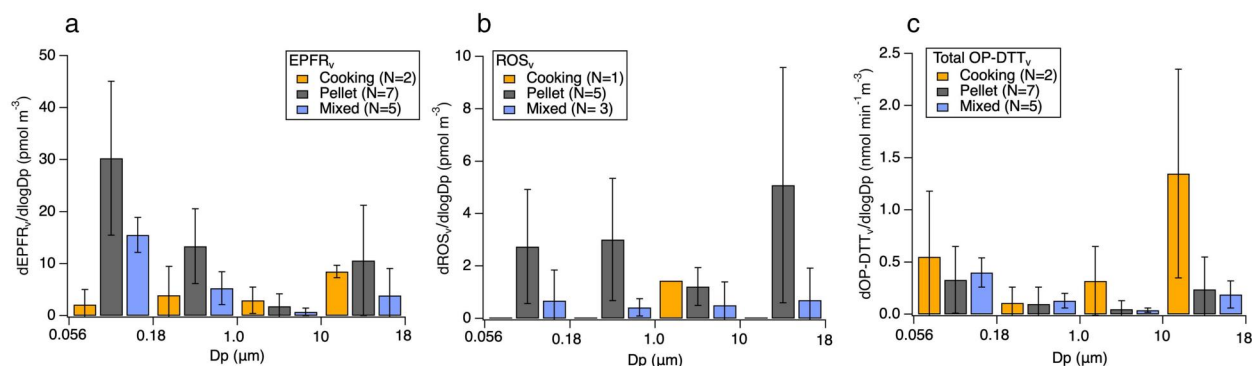 a
dEPFRᵥ/dlogDp (pmol m⁻³)
50
40
30
20
10
0
EPFRᵥ
Cooking (N=2)
Pellet (N=7)
Mixed (N=5)
0.056
0.18
1.0
10
18
Dp (µm)
b
dROSᵥ/dlogDp (pmol m⁻³)
10
8
6
4
2
0
ROSᵥ
Cooking (N=1)
Pellet (N=5)
Mixed (N= 3)
0.056
0.18
1.0
10
18
Dp (µm)
c
dOP-DTTᵥ/dlogDp (nmol min⁻¹m⁻³)
2.5
2.0
1.5
1.0
0.5
0.0
Total OP-DTTᵥ
Cooking (N=2)
Pellet (N=7)
Mixed (N=5)
0.056
0.18
1.0
10
18
Dp (µm)